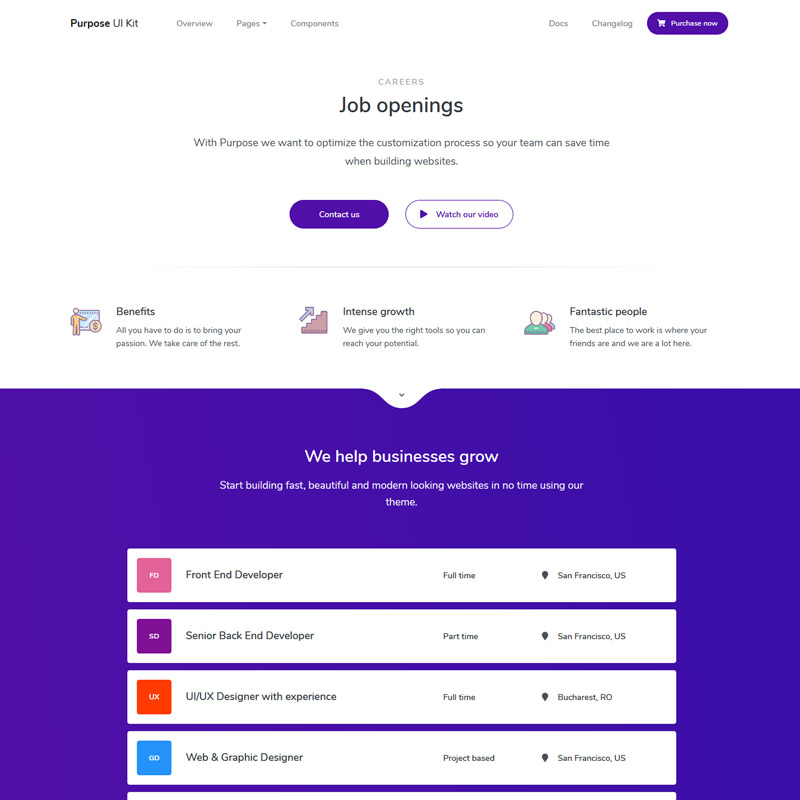 Purpose UI Kit
Overview
Pages
Components
Docs
Changelog
Purchase now
CAREERS
Job openings
With Purpose we want to optimize the customization process so your team can save time
when building websites.
Contact us
Watch our video
Benefits
All you have to do is to bring your
passion. We take care of the rest.
Intense growth
We give you the right tools so you can
reach your potential.
Fantastic people
The best place to work is where your
friends are and we are a lot here.
We help businesses grow
Start building fast, beautiful and modern looking websites in no time using our
theme.
FD
Front End Developer
Full time
San Francisco, US
SD
Senior Back End Developer
Part time
San Francisco, US
UX
UI/UX Designer with experience
Full time
Bucharest, RO
GD
Web & Graphic Designer
Project based
San Francisco, US